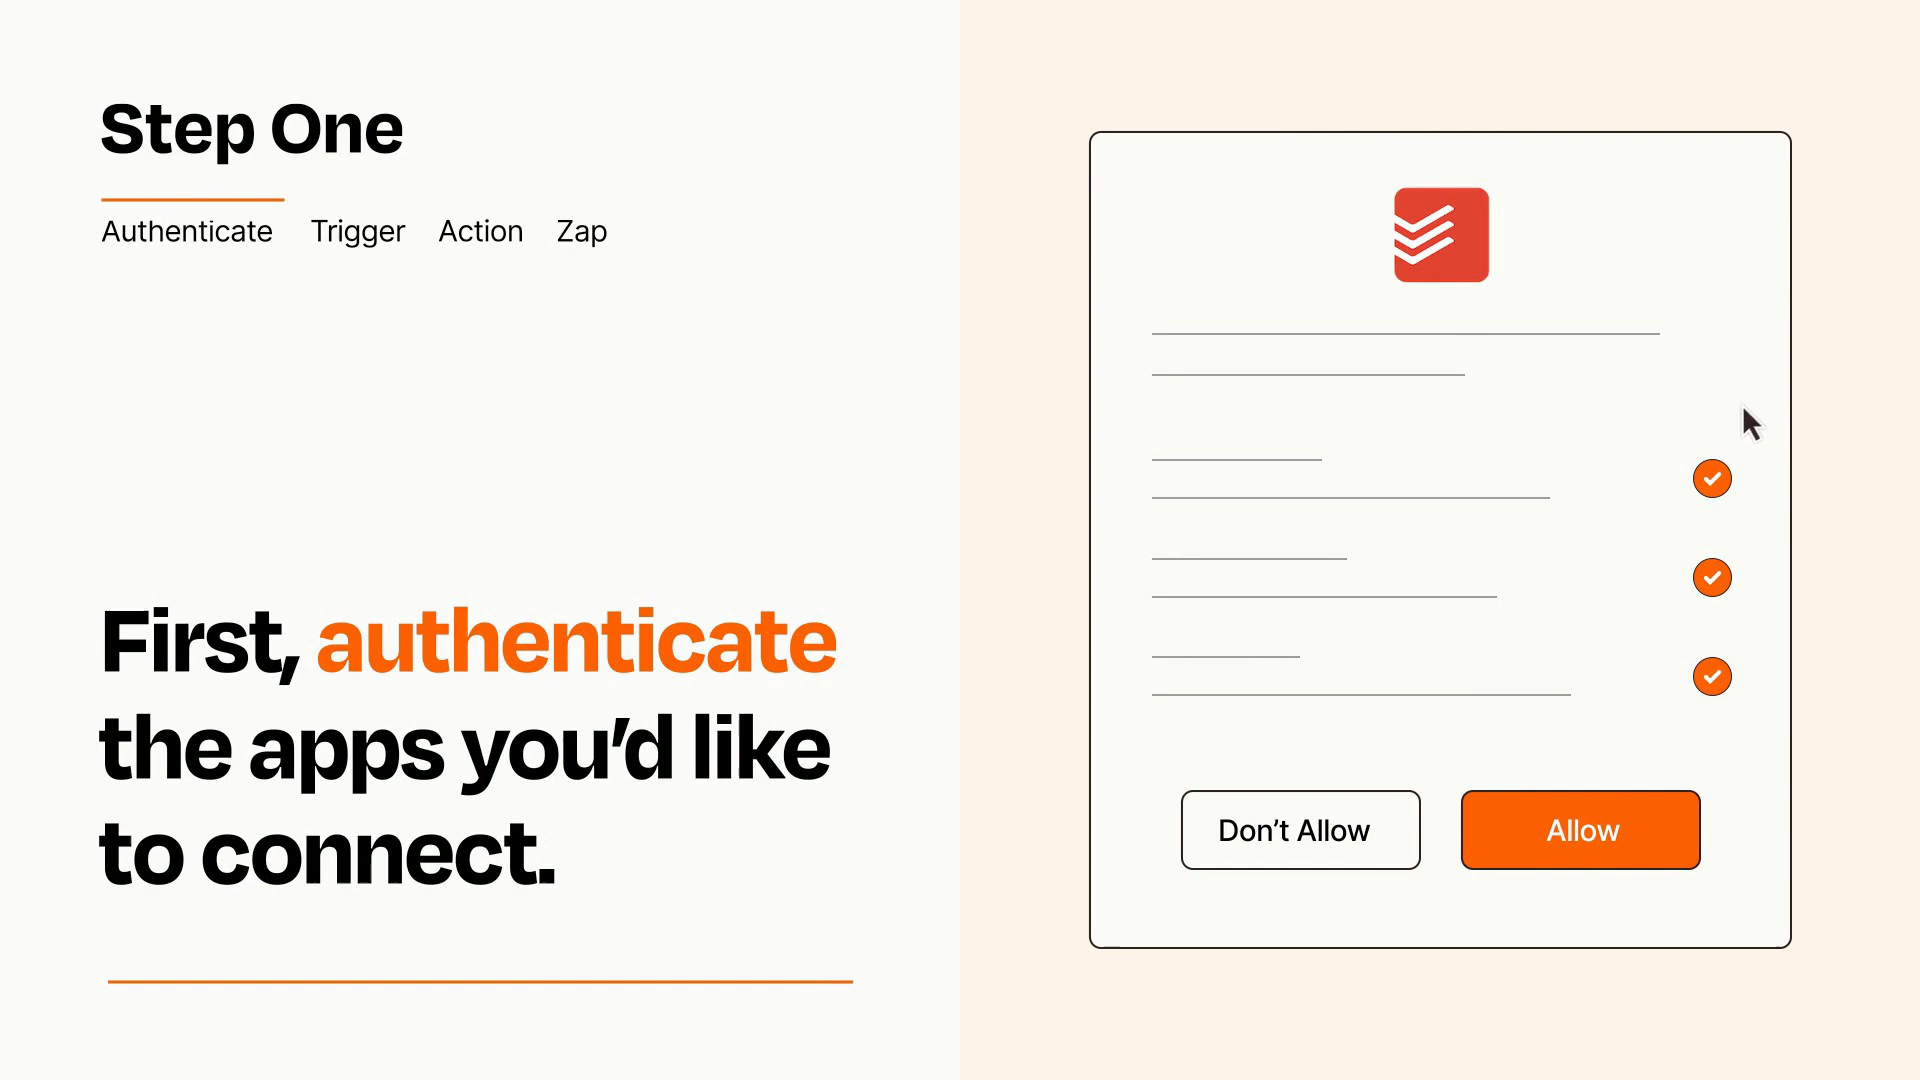 Step One
Authenticate Trigger Action Zap
First, authenticate
the apps you’d like
to connect.
Don’t Allow
Allow